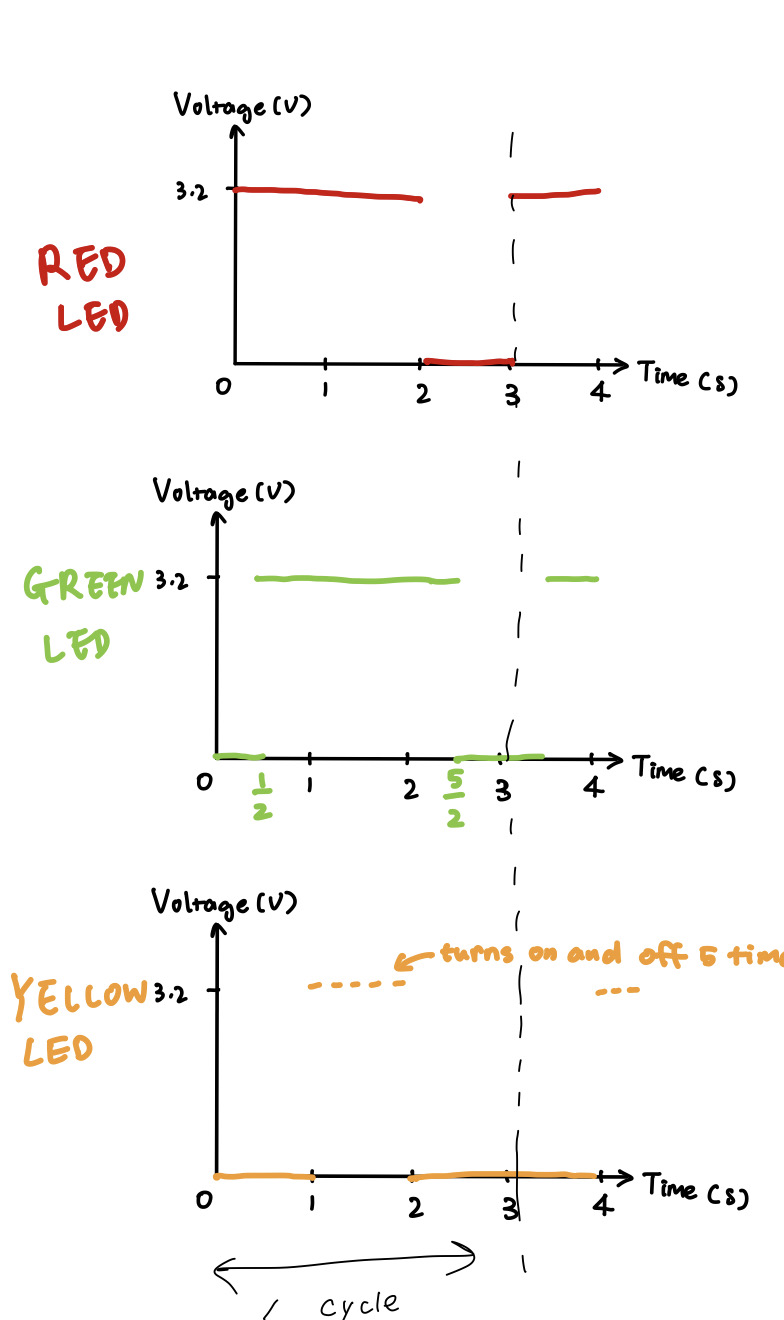 Voltage (V)
3.2
RED
LED
0 1 2 3 4 Time (s)
Voltage (V)
GREEN 3.2
LED
0 1/2 1 2 5/2 3 4 Time (s)
Voltage (V)
turns on and off 5 time
YELLOW 3.2
LED
0 1 2 3 4 Time (s)
1 cycle